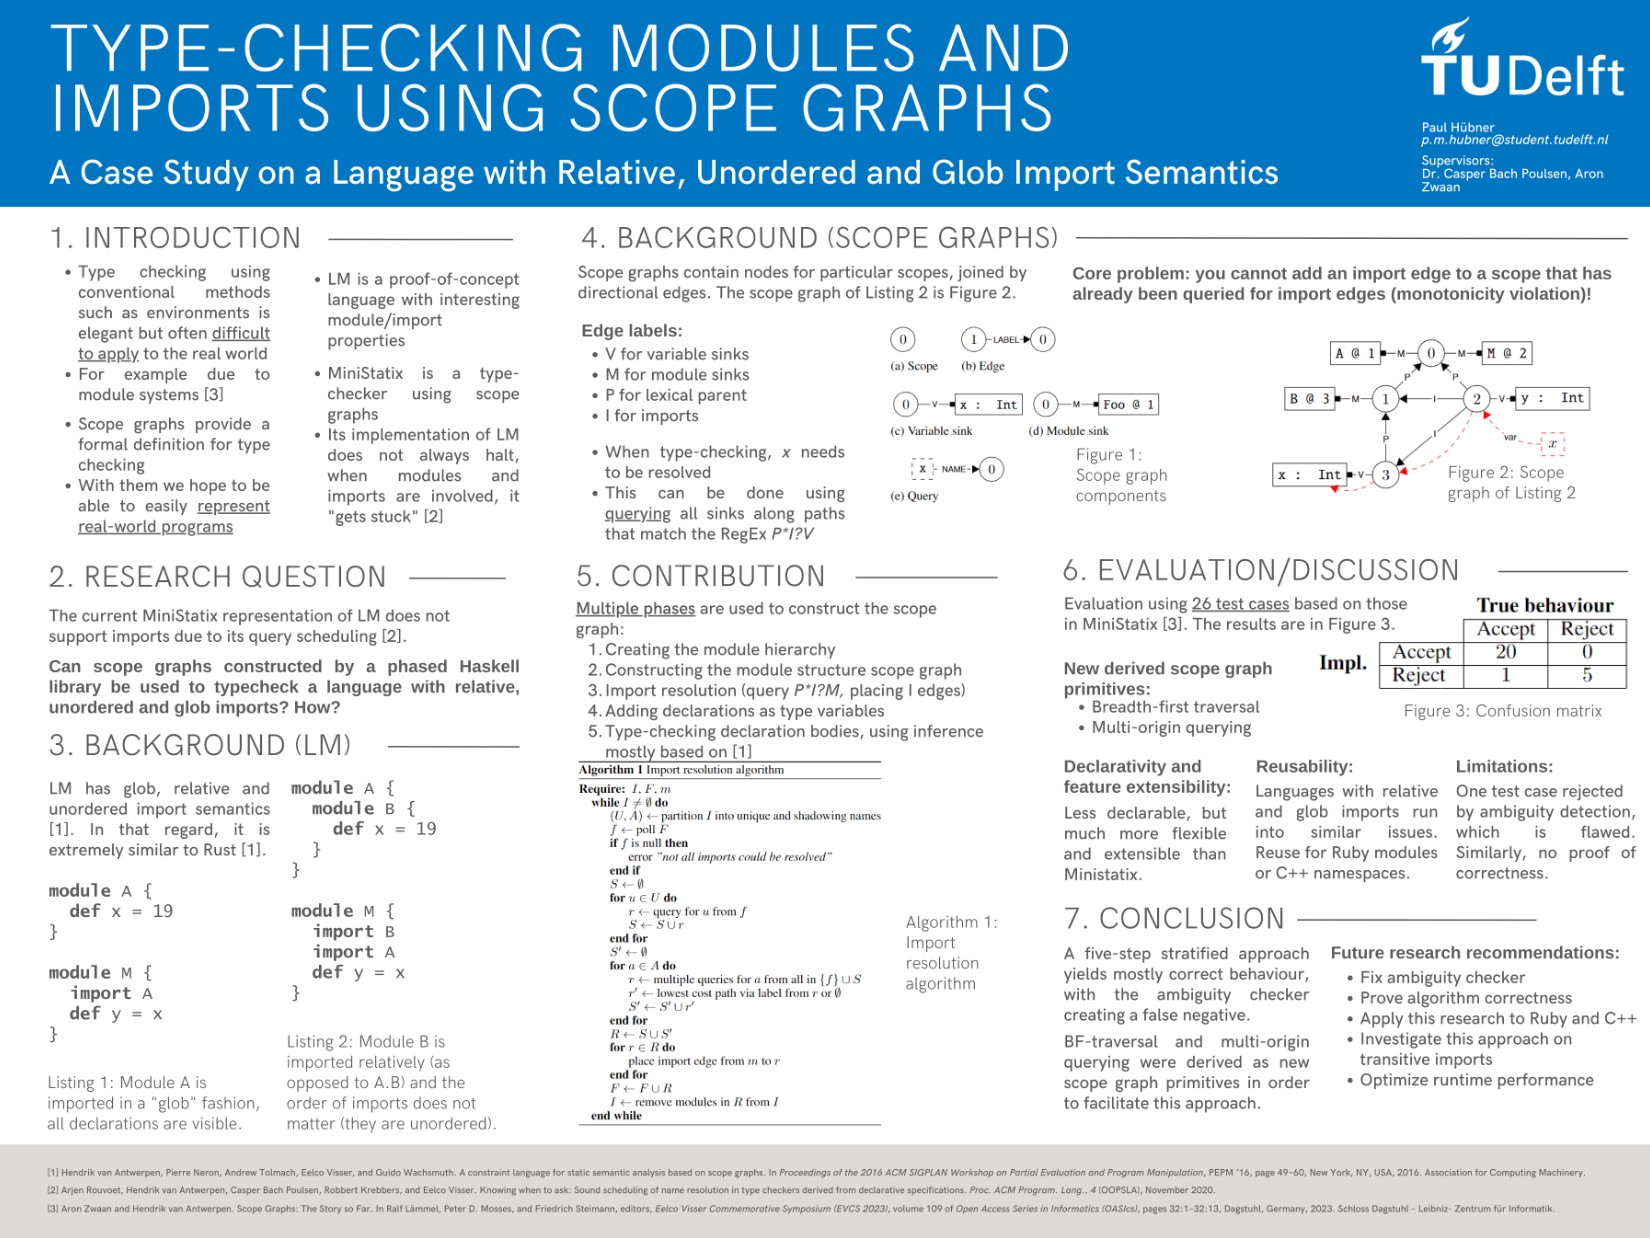 TYPE-CHECKING MODULES AND
IMPORTS USING SCOPE GRAPHS
A Case Study on a Language with Relative, Unordered and Glob Import Semantics
TUDelft
Paul Hübner
p.m.hubner@student.tudelft.nl
Supervisors:
Dr. Casper Bach Poulsen, Aron
Zwaan
1. INTRODUCTION
• Type checking using
conventional methods
such as environments is
elegant but often difficult
to apply to the real world
• For example due to
module systems [3]
• Scope graphs provide a
formal definition for type
checking
• With them we hope to be
able to easily represent
real-world programs
• LM is a proof-of-concept
language with interesting
module/import
properties
• MiniStatix is a type-
checker using scope
graphs
• Its implementation of LM
does not always halt,
when modules and
imports are involved, it
"gets stuck" [2]
2. RESEARCH QUESTION
The current MiniStatix representation of LM does not
support imports due to its query scheduling [2].
Can scope graphs constructed by a phased Haskell
library be used to typecheck a language with relative,
unordered and glob imports? How?
3. BACKGROUND (LM)
LM has glob, relative and
unordered import semantics
[1]. In that regard, it is
extremely similar to Rust [1].
module A {
def x = 19
}
module M {
import A
def y = x
}
Listing 1: Module A is
imported in a "glob" fashion,
all declarations are visible.
module A {
module B {
def x = 19
}
}
module M {
import B
import A
def y = x
}
Listing 2: Module B is
imported relatively (as
opposed to A.B) and the
order of imports does not
matter (they are unordered).
4. BACKGROUND (SCOPE GRAPHS)
Scope graphs contain nodes for particular scopes, joined by
directional edges. The scope graph of Listing 2 is Figure 2.
Edge labels:
• V for variable sinks
• M for module sinks
• P for lexical parent
• I for imports
• When type-checking, x needs
to be resolved
• This can be done using
querying all sinks along paths
that match the RegEx P*I?V
0 1 LABEL 0
(a) Scope (b) Edge
0 V x : Int 0 M Foo @ 1
(c) Variable sink (d) Module sink
x NAME 0
(e) Query
Figure 1:
Scope graph
components
Core problem: you cannot add an import edge to a scope that has
already been queried for import edges (monotonicity violation)!
A @ 1 M 0 M M @ 2
P P
B @ 3 M 1 I 2 V y : Int
P I var x
x : Int V 3
Figure 2: Scope
graph of Listing 2
5. CONTRIBUTION
Multiple phases are used to construct the scope
graph:
1. Creating the module hierarchy
2. Constructing the module structure scope graph
3. Import resolution (query P*I?M, placing I edges)
4. Adding declarations as type variables
5. Type-checking declaration bodies, using inference
mostly based on [1]
Algorithm 1 Import resolution algorithm
Require: I, F, m
while I ≠ ∅ do
(U, A) ← partition I into unique and shadowing names
f ← poll F
if f is null then
error "not all imports could be resolved"
end if
S ← ∅
for u ∈ U do
r ← query for u from f
S ← S ∪ r
end for
S′ ← ∅
for a ∈ A do
r ← multiple queries for a from all in {f} ∪ S
r′ ← lowest cost path via label from r or ∅
S′ ← S′ ∪ r′
end for
R ← S ∪ S′
for r ∈ R do
place import edge from m to r
end for
F ← F ∪ R
I ← remove modules in R from I
end while
Algorithm 1:
Import
resolution
algorithm
6. EVALUATION/DISCUSSION
Evaluation using 26 test cases based on those
in MiniStatix [3]. The results are in Figure 3.
True behaviour
Accept Reject
Impl. Accept 20 0
Reject 1 5
Figure 3: Confusion matrix
New derived scope graph
primitives:
• Breadth-first traversal
• Multi-origin querying
Declarativity and
feature extensibility:
Less declarable, but
much more flexible
and extensible than
Ministatix.
Reusability:
Languages with relative
and glob imports run
into similar issues.
Reuse for Ruby modules
or C++ namespaces.
Limitations:
One test case rejected
by ambiguity detection,
which is flawed.
Similarly, no proof of
correctness.
7. CONCLUSION
A five-step stratified approach
yields mostly correct behaviour,
with the ambiguity checker
creating a false negative.
BF-traversal and multi-origin
querying were derived as new
scope graph primitives in order
to facilitate this approach.
Future research recommendations:
• Fix ambiguity checker
• Prove algorithm correctness
• Apply this research to Ruby and C++
• Investigate this approach on
transitive imports
• Optimize runtime performance
[1] Hendrik van Antwerpen, Pierre Neron, Andrew Tolmach, Eelco Visser, and Guido Wachsmuth. A constraint language for static semantic analysis based on scope graphs. In Proceedings of the 2016 ACM SIGPLAN Workshop on Partial Evaluation and Program Manipulation, PEPM '16, page 49–60, New York, NY, USA, 2016. Association for Computing Machinery.
[2] Arjen Rouvoet, Hendrik van Antwerpen, Casper Bach Poulsen, Robbert Krebbers, and Eelco Visser. Knowing when to ask: Sound scheduling of name resolution in type checkers derived from declarative specifications. Proc. ACM Program. Lang., 4 (OOPSLA), November 2020.
[3] Aron Zwaan and Hendrik van Antwerpen. Scope Graphs: The Story so Far. In Ralf Lämmel, Peter D. Mosses, and Friedrich Steimann, editors, Eelco Visser Commemorative Symposium (EVCS 2023), volume 109 of Open Access Series in Informatics (OASIcs), pages 32:1–32:13, Dagstuhl, Germany, 2023. Schloss Dagstuhl – Leibniz- Zentrum für Informatik.